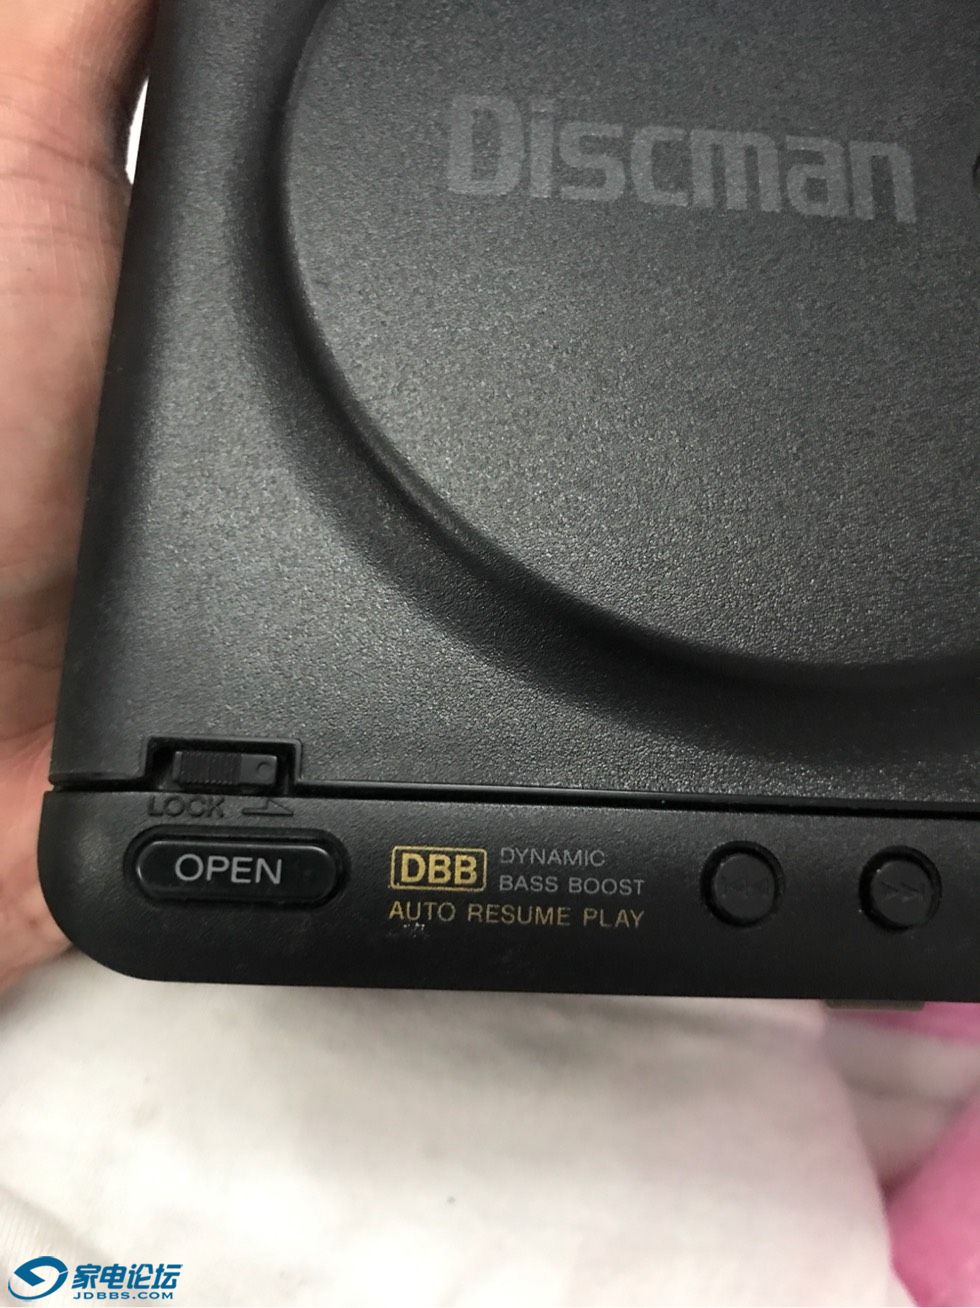 Discman
LOCK
OPEN
DBB
DYNAMIC
BASS BOOST
AUTO RESUME PLAY
家电论坛
JDBBS.COM